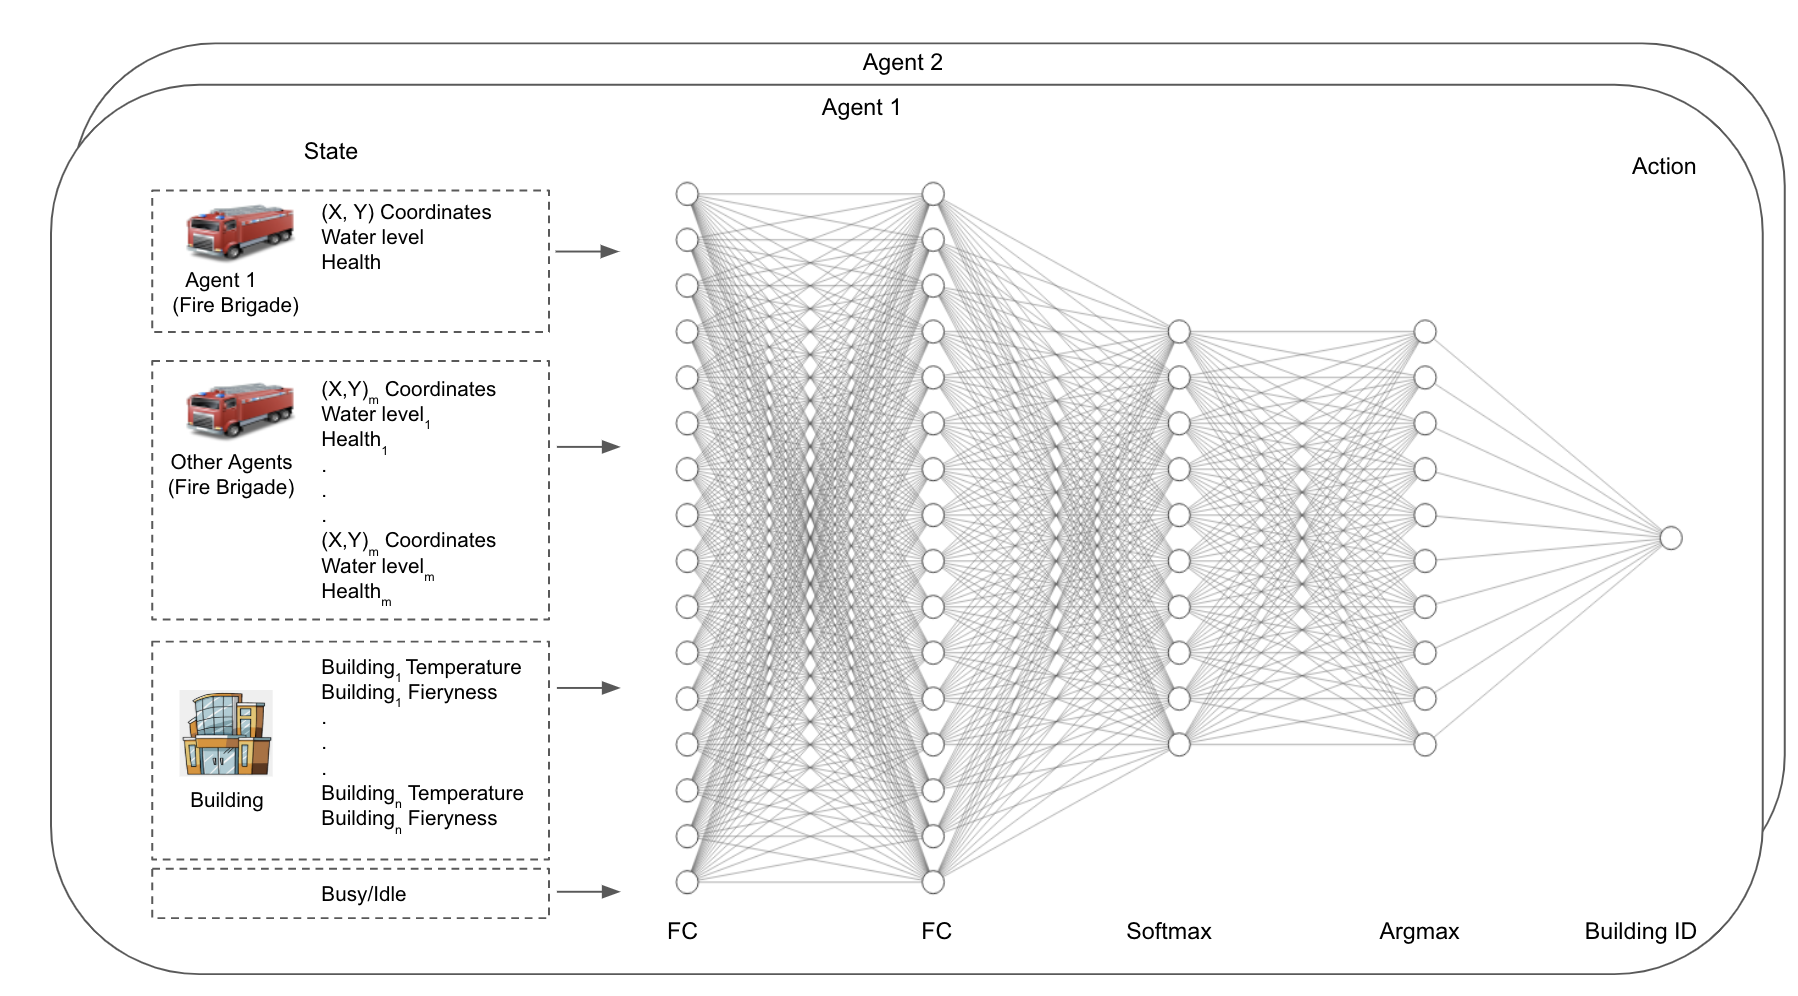 Agent 2
Agent 1
State
Action
(X, Y) Coordinates
Water level
Health
Agent 1
(Fire Brigade)
(X,Y)m Coordinates
Water level1
Health1
.
.
.
(X,Y)m Coordinates
Water levelm
Healthm
Other Agents
(Fire Brigade)
Building1 Temperature
Building1 Fieryness
.
.
.
Buildingn Temperature
Buildingn Fieryness
Building
Busy/Idle
FC
FC
Softmax
Argmax
Building ID